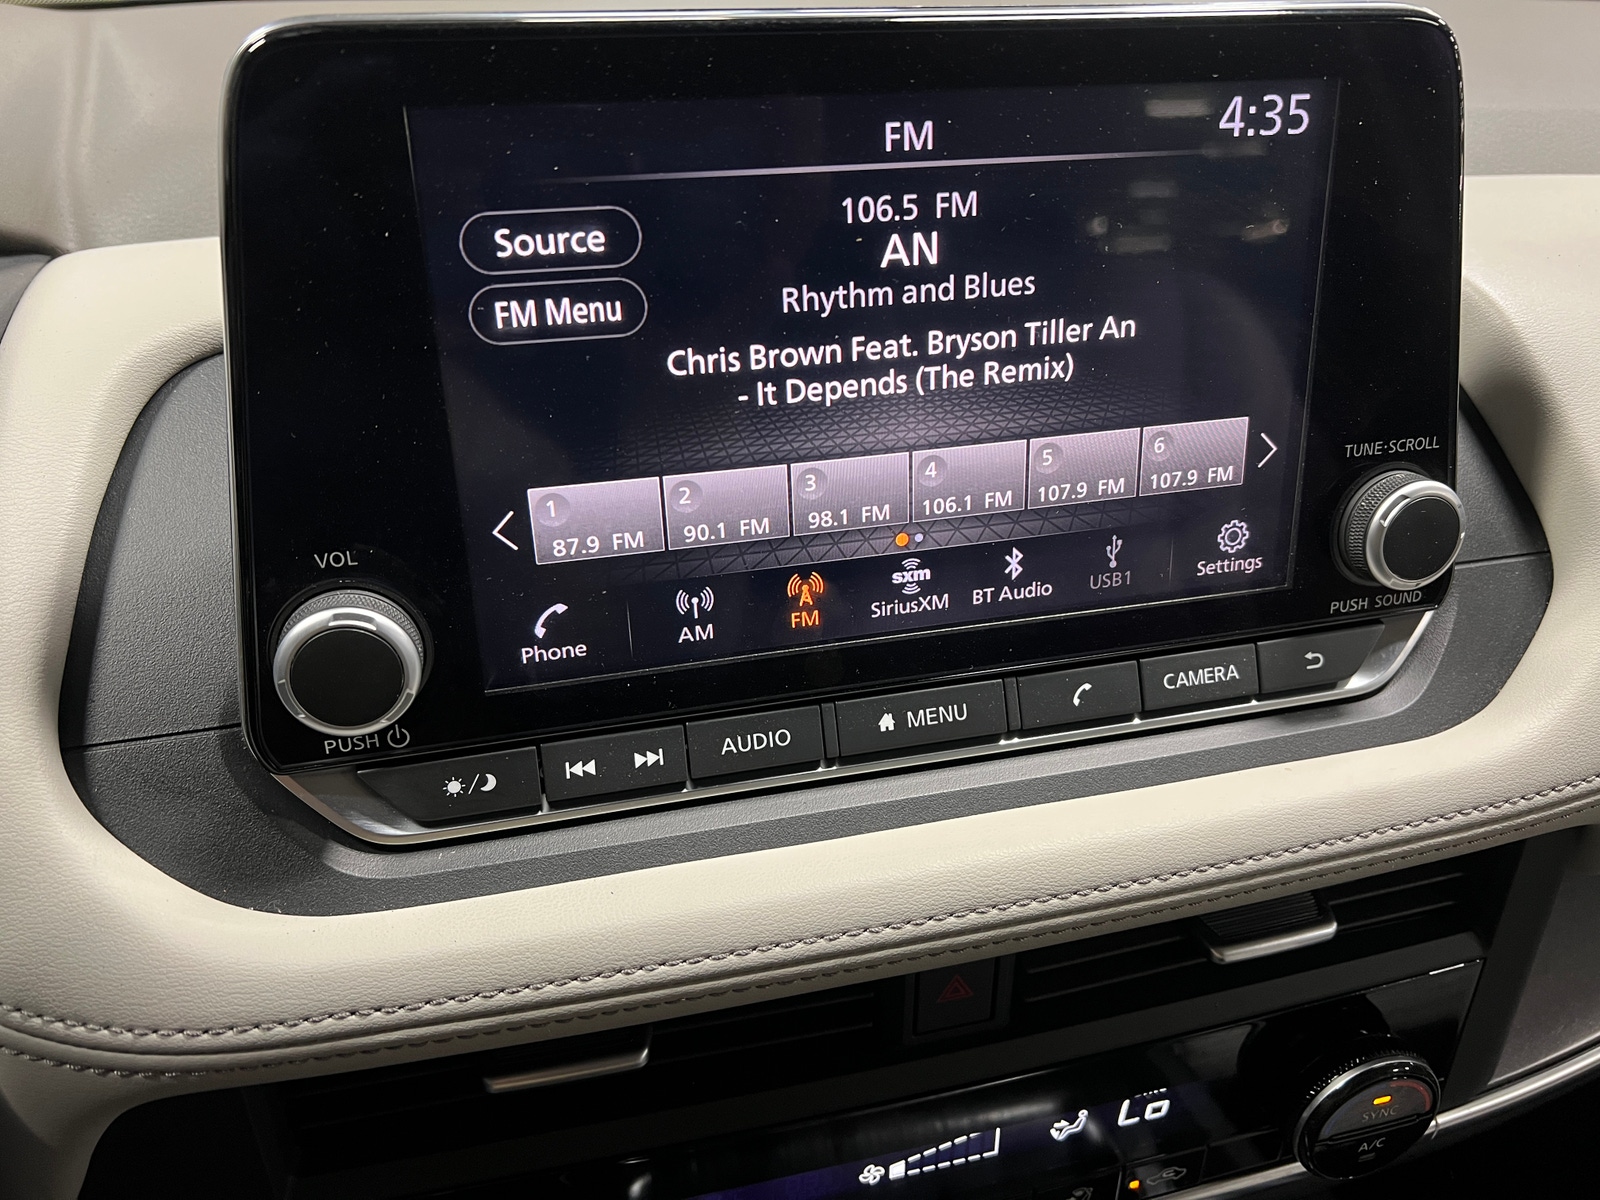 FM
4:35
Source
106.5 FM
AN
Rhythm and Blues
FM Menu
Chris Brown Feat. Bryson Tiller An
- It Depends (The Remix)
1
87.9 FM
2
90.1 FM
3
98.1 FM
4
106.1 FM
5
107.9 FM
6
107.9 FM
TUNE·SCROLL
PUSH SOUND
VOL
PUSH
Phone
AM
FM
sxm
SiriusXM
BT Audio
USB1
Settings
AUDIO
MENU
CAMERA
Lo
SYNC
A/C